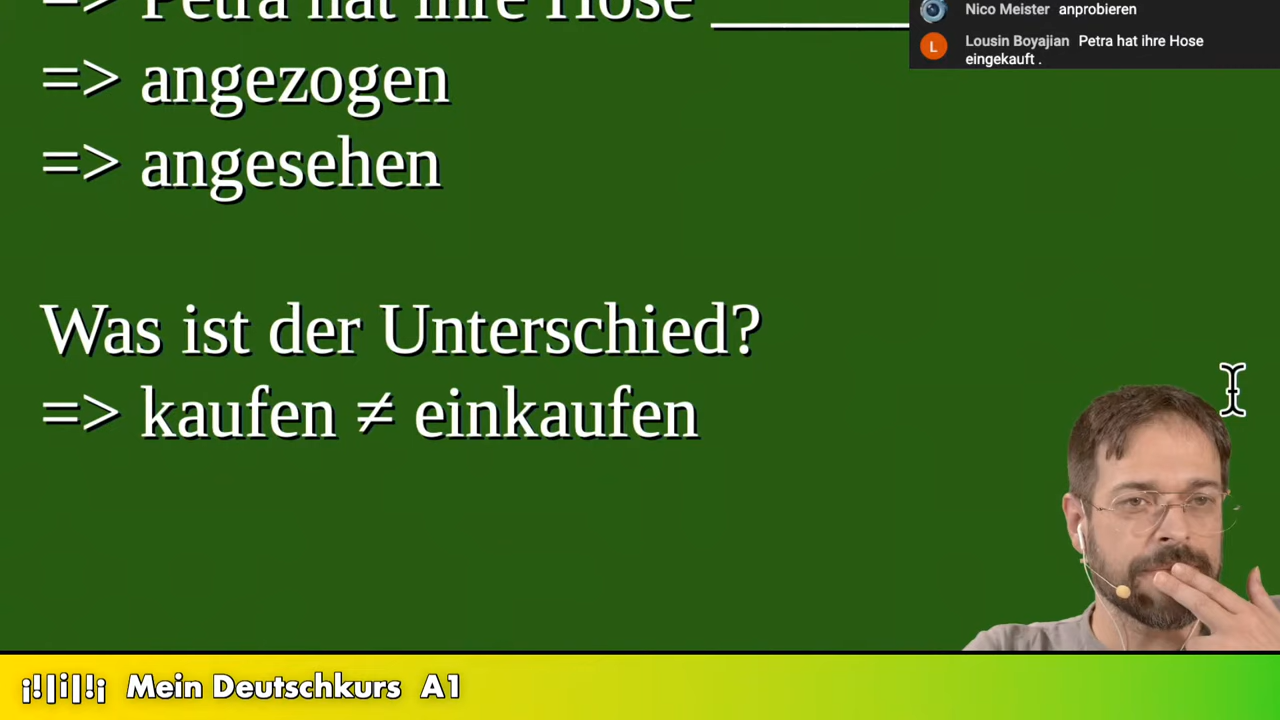 => Petra hat ihre Hose ________
=> angezogen
=> angesehen
Was ist der Unterschied?
=> kaufen ≠ einkaufen
Nico Meister anprobieren
L Lousin Boyajian Petra hat ihre Hose
eingekauft .
¡!¡i¡!¡ Mein Deutschkurs A1